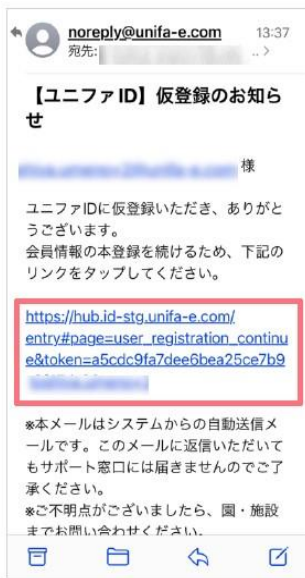 noreply@unifa-e.com 13:37
宛先: ..>
【ユニファID】仮登録のお知ら
せ
様
ユニファIDに仮登録いただき、ありがと
うございます。
会員情報の本登録を続けるため、下記の
リンクをタップしてください。
https://hub.id-stg.unifa-e.com/
entry#page=user_registration_continu
e&token=a5cdc9fa7dee6bea25ce7b9
※本メールはシステムからの自動送信メ
ールです。このメールに返信いただいて
もサポート窓口には届きませんのでご了
承ください。
※ご不明点がございましたら、園・施設
までお問い合わせください。